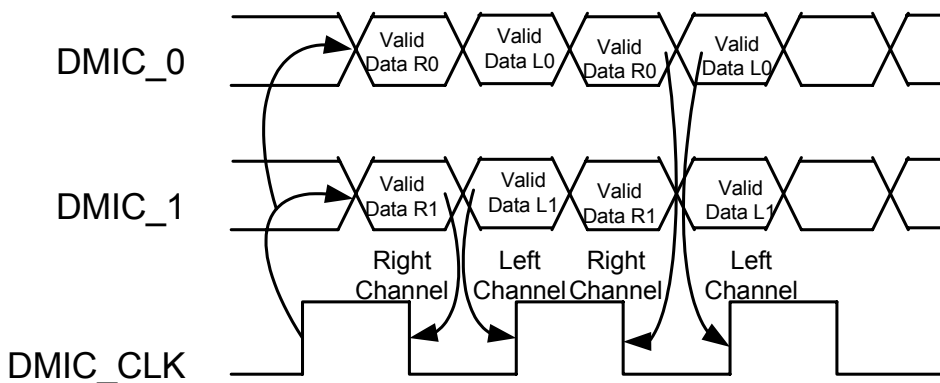 DMIC_0
Valid
Data R0
Valid
Data L0
Valid
Data R0
Valid
Data L0
DMIC_1
Valid
Data R1
Valid
Data L1
Valid
Data R1
Valid
Data L1
Right
Channel
Left
Channel
Right
Channel
Left
Channel
DMIC_CLK